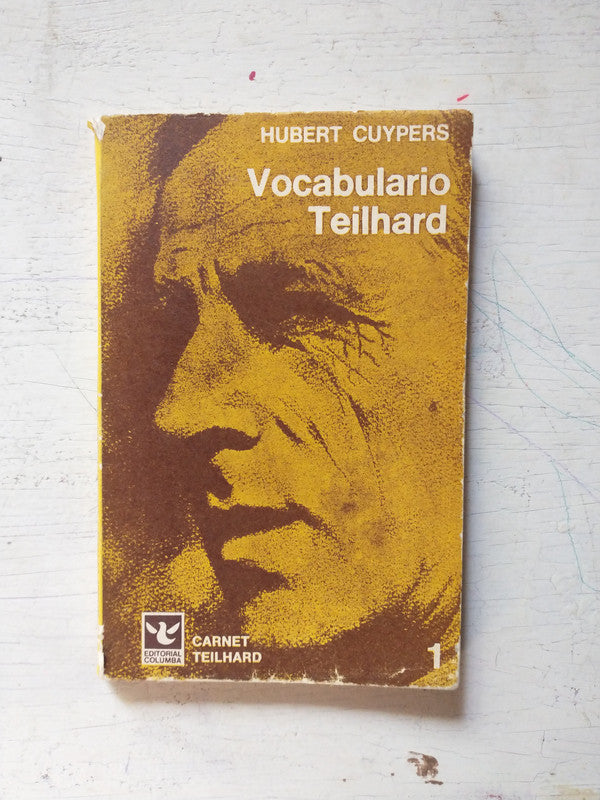 HUBERT CUYPERS
Vocabulario
Teilhard
EDITORIAL
COLUMBA
CARNET
TEILHARD
1